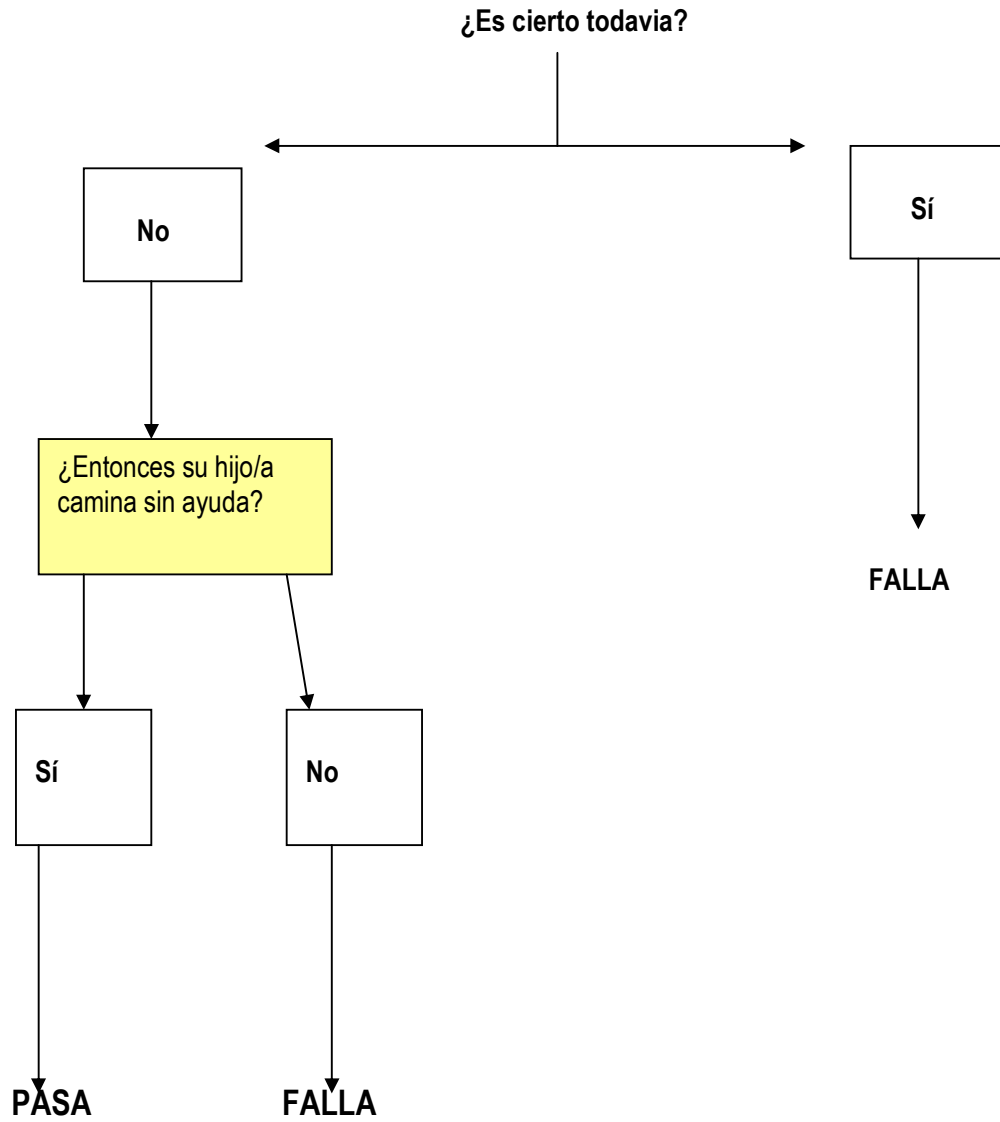 ¿Es cierto todavia?
No
Sí
¿Entonces su hijo/a
camina sin ayuda?
FALLA
Sí
No
PASA
FALLA